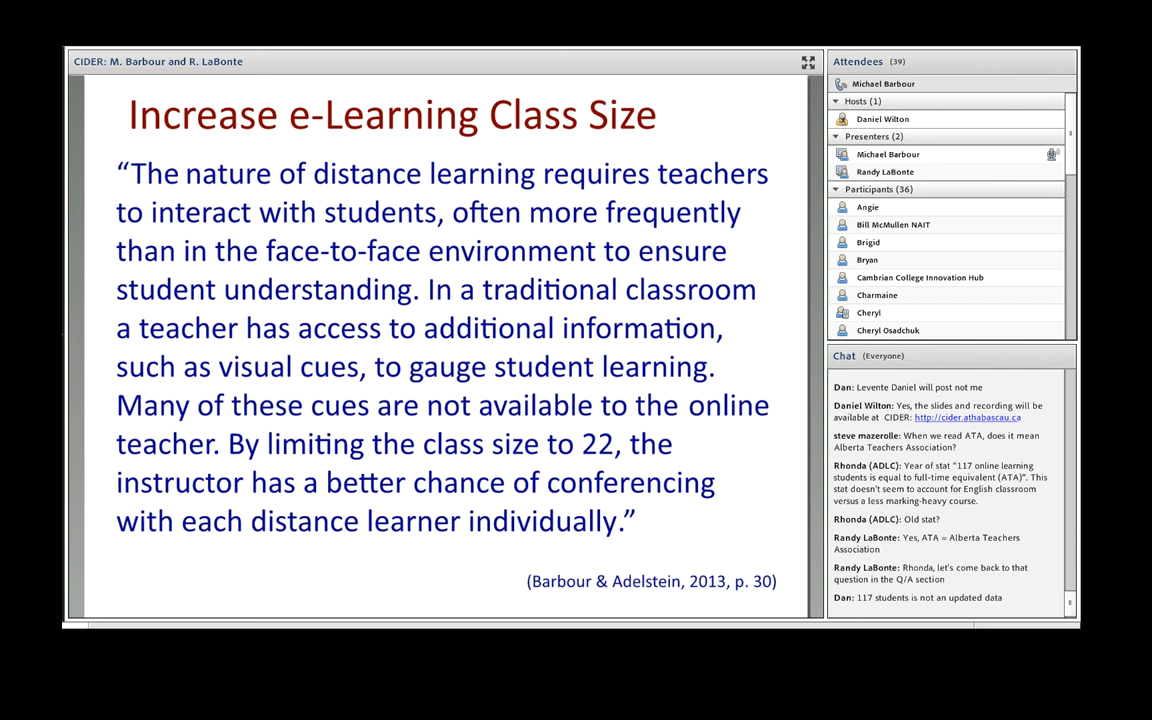 CIDER: M. Barbour and R. LaBonte
Increase e-Learning Class Size
“The nature of distance learning requires teachers
to interact with students, often more frequently
than in the face-to-face environment to ensure
student understanding. In a traditional classroom
a teacher has access to additional information,
such as visual cues, to gauge student learning.
Many of these cues are not available to the online
teacher. By limiting the class size to 22, the
instructor has a better chance of conferencing
with each distance learner individually.”
(Barbour & Adelstein, 2013, p. 30)
Attendees (39)
Michael Barbour
Hosts (1)
Daniel Wilton
Presenters (2)
Michael Barbour
Randy LaBonte
Participants (36)
Angie
Bill McMullen NAIT
Brigid
Bryan
Cambrian College Innovation Hub
Charmaine
Cheryl
Cheryl Osadchuk
Chat (Everyone)
Dan: Levente Daniel will post not me
Daniel Wilton: Yes, the slides and recording will be
available at CIDER: http://cider.athabascau.ca
steve mazerolle: When we read ATA, does it mean
Alberta Teachers Association?
Rhonda (ADLC): Year of stat "117 online learning
students is equal to full-time equivalent (ATA)". This
stat doesn't seem to account for English classroom
versus a less marking-heavy course.
Rhonda (ADLC): Old stat?
Randy LaBonte: Yes, ATA = Alberta Teachers
Association
Randy LaBonte: Rhonda, let's come back to that
question in the Q/A section
Dan: 117 students is not an updated data